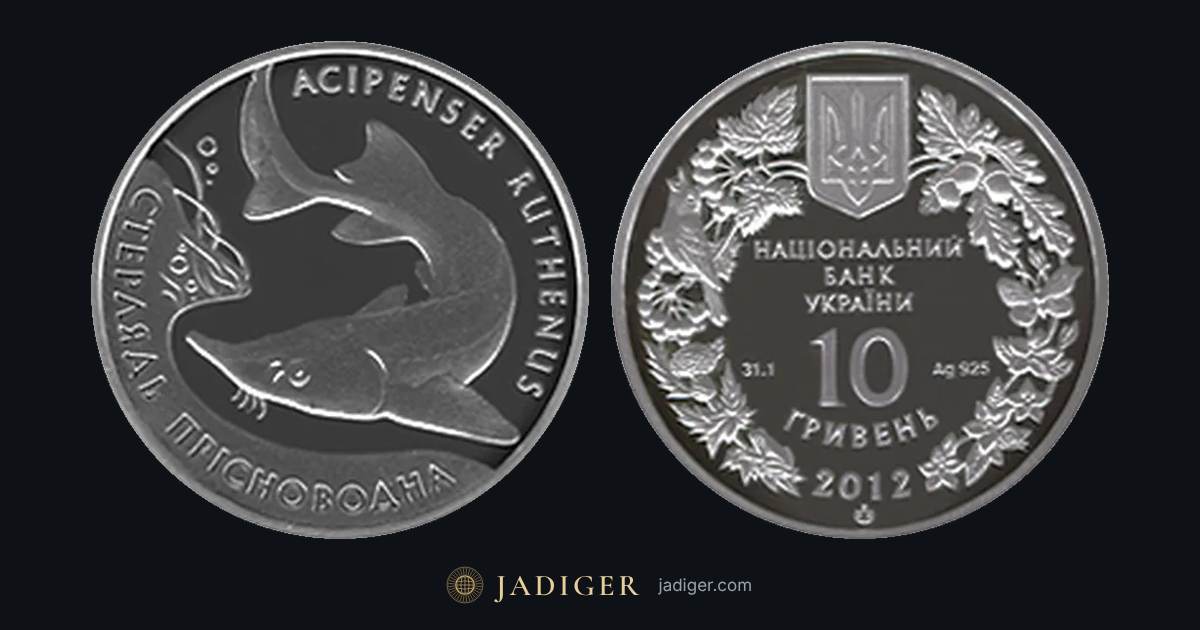 ACIPENSER RUTHENUS
СТЕРЛЯДЬ ПРІСНОВОДНА
НАЦІОНАЛЬНИЙ
БАНК
УКРАЇНИ
31.1
10
Ag 925
ГРИВЕНЬ
2012
JADIGER
jadiger.com